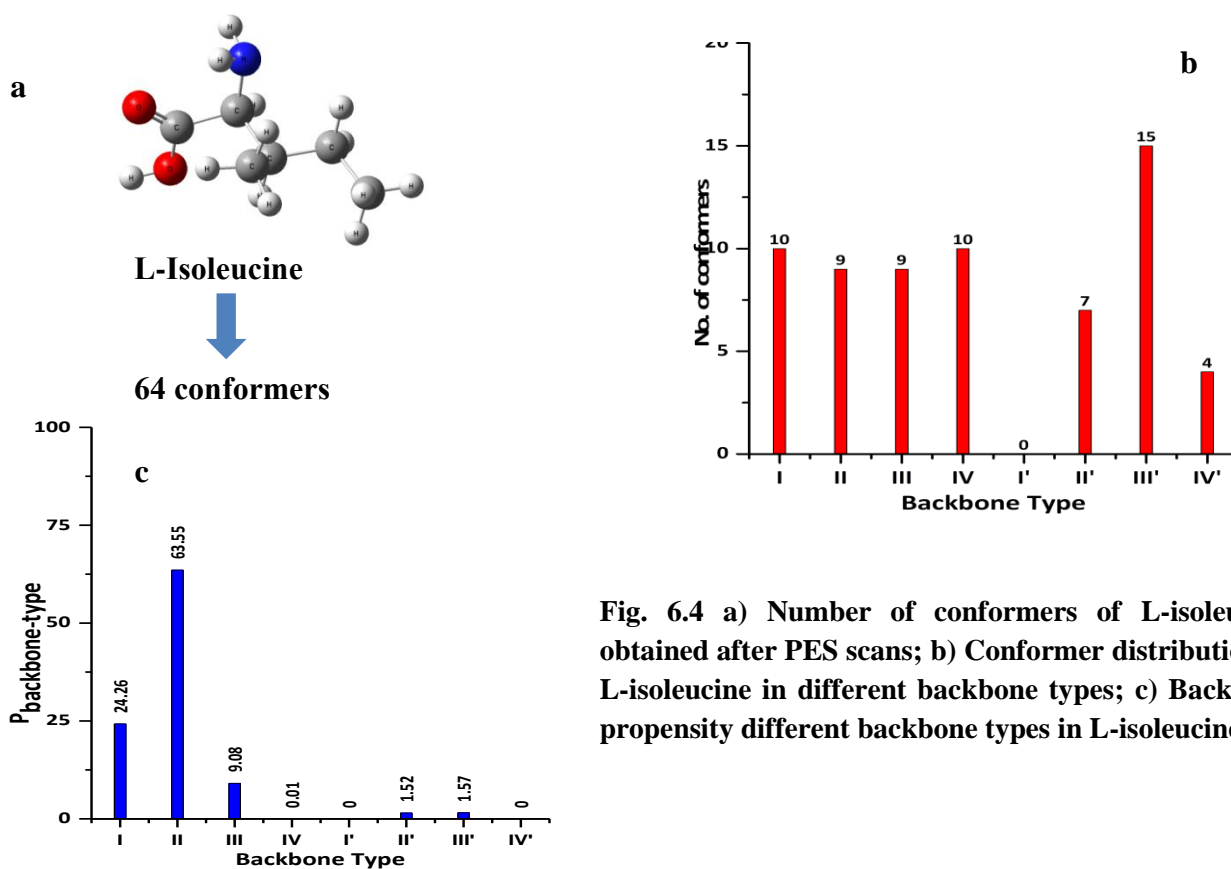 a
L-Isoleucine
64 conformers
b
No. of conformers
20
15
10
5
0
10
9
9
10
0
7
15
4
I II III IV I' II' III' IV'
Backbone Type
c
Pbackbone-type
100
75
50
25
0
24.26
63.55
9.08
0.01
0
1.52
1.57
0
I II III IV I' II' III' IV'
Backbone Type
Fig. 6.4 a) Number of conformers of L-isoleu
obtained after PES scans; b) Conformer distributi
L-isoleucine in different backbone types; c) Back
propensity different backbone types in L-isoleucine